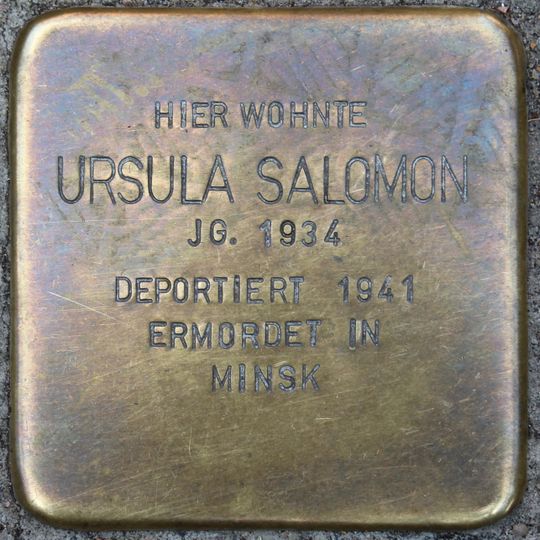 HIER WOHNTE
URSULA SALOMON
JG. 1934
DEPORTIERT 1941
ERMORDET IN
MINSK